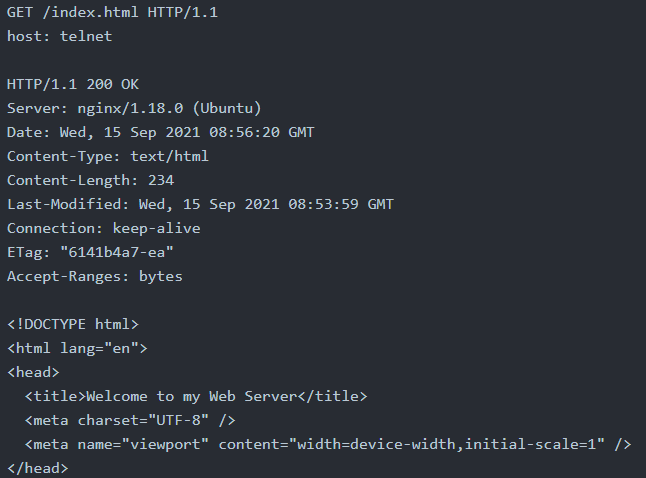 GET /index.html HTTP/1.1
host: telnet

HTTP/1.1 200 OK
Server: nginx/1.18.0 (Ubuntu)
Date: Wed, 15 Sep 2021 08:56:20 GMT
Content-Type: text/html
Content-Length: 234
Last-Modified: Wed, 15 Sep 2021 08:53:59 GMT
Connection: keep-alive
ETag: "6141b4a7-ea"
Accept-Ranges: bytes

<!DOCTYPE html>
<html lang="en">
<head>
  <title>Welcome to my Web Server</title>
  <meta charset="UTF-8" />
  <meta name="viewport" content="width=device-width,initial-scale=1" />
</head>